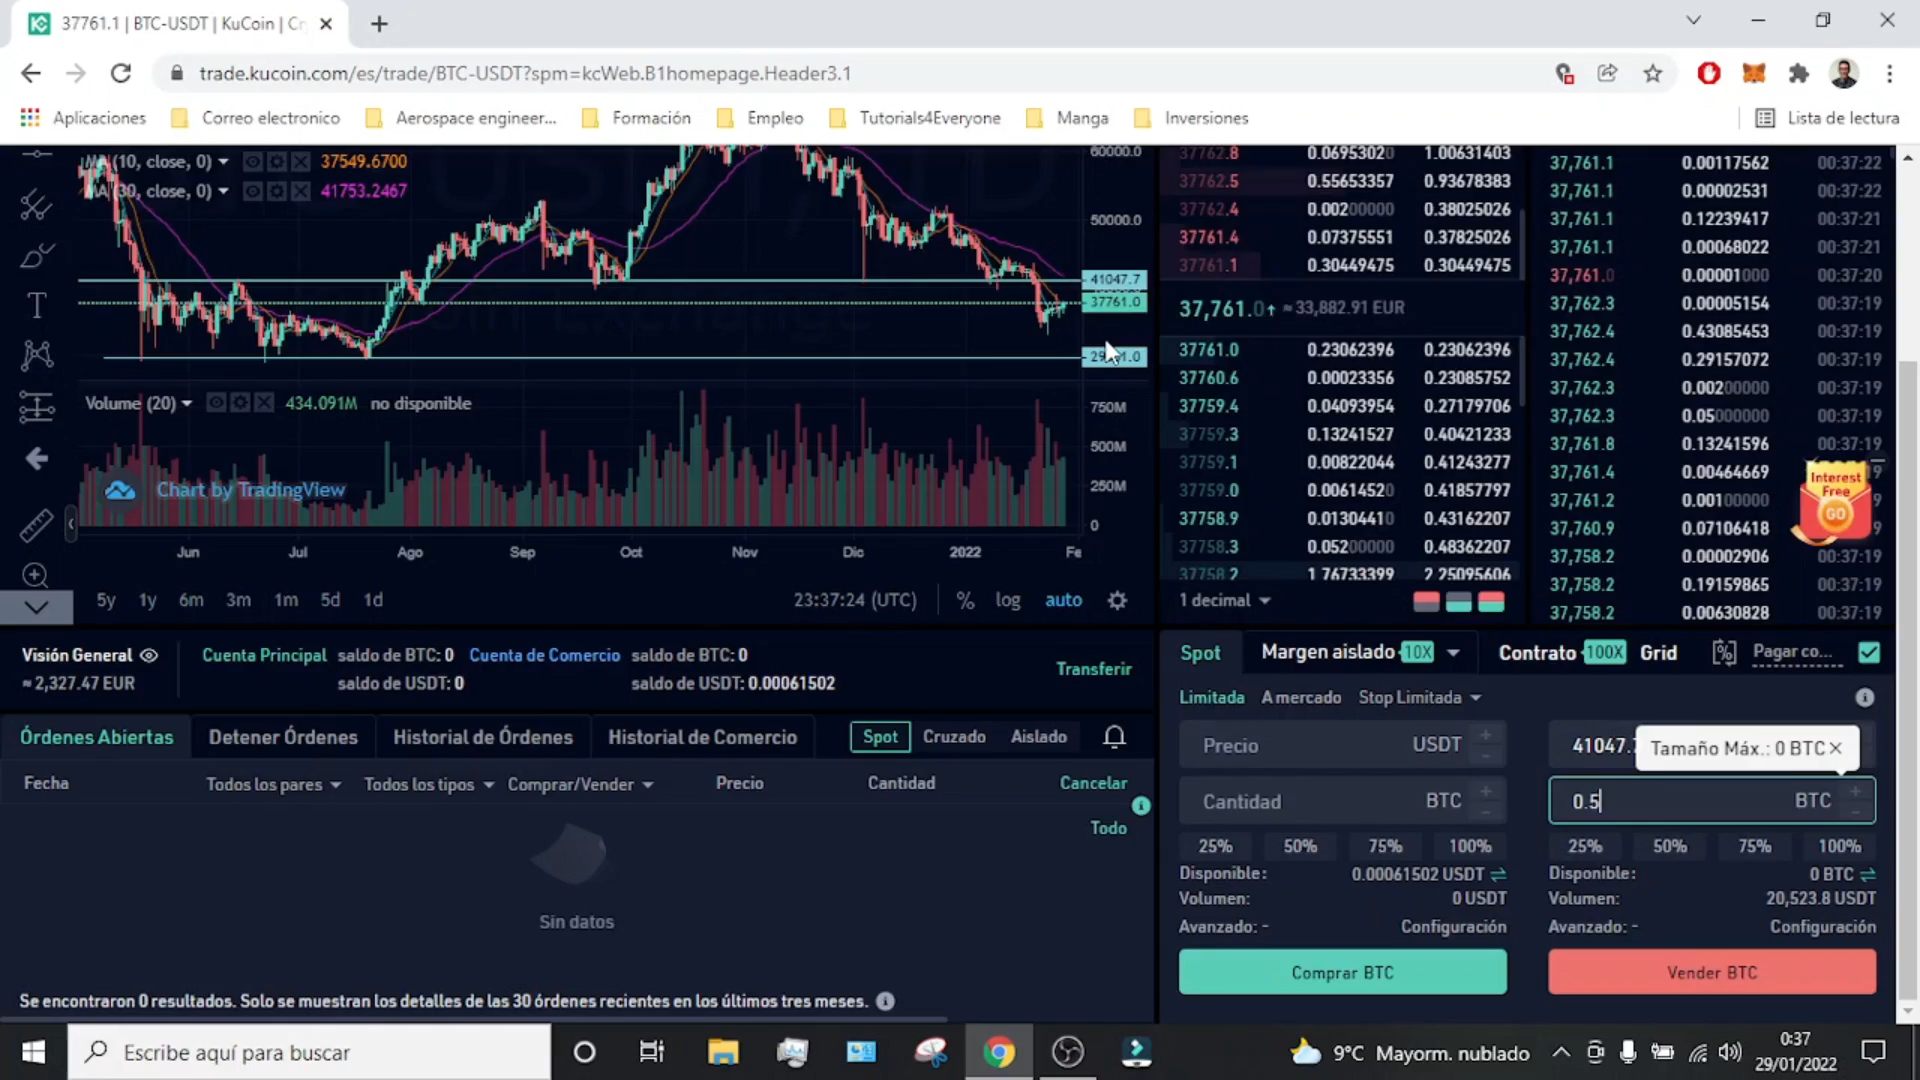 37761.1 | BTC-USDT | KuCoin | Cr
trade.kucoin.com/es/trade/BTC-USDT?spm=kcWeb.B1homepage.Header3.1
Aplicaciones Correo electronico Aerospace engineer... Formación Empleo Tutorials4Everyone Manga Inversiones Lista de lectura
MA (10, close, 0) 37549.6700
MA (30, close, 0) 41753.2467
60000.0
50000.0
41047.7
37761.0
Volume (20) 434.091M no disponible
750M
500M
250M
0
Chart by TradingView
Jun Jul Ago Sep Oct Nov Dic 2022 Fe
5y 1y 6m 3m 1m 5d 1d 23:37:24 (UTC) % log auto
37762.8 0.06953020 1.00631403
37762.5 0.55653357 0.93678383
37762.4 0.00200000 0.38025026
37761.4 0.07375551 0.37825026
37761.1 0.30449475 0.30449475
37,761.0↑ ≈33,882.91 EUR
37761.0 0.23062396 0.23062396
37760.6 0.00023356 0.23085752
37759.4 0.04093954 0.27179706
37759.3 0.13241527 0.40421233
37759.1 0.00822044 0.41243277
37759.0 0.00614520 0.41857797
37758.9 0.01304410 0.43162207
37758.3 0.05200000 0.48362207
37758.2 1.76733399 2.25095606
1 decimal
37,761.1 0.00117562 00:37:22
37,761.1 0.00002531 00:37:22
37,761.1 0.12239417 00:37:21
37,761.1 0.00068022 00:37:21
37,761.0 0.00001000 00:37:20
37,762.3 0.00005154 00:37:19
37,762.4 0.43085453 00:37:19
37,762.4 0.29157072 00:37:19
37,762.3 0.00200000 00:37:19
37,762.3 0.05000000 00:37:19
37,761.8 0.13241596 00:37:19
37,761.4 0.00464669
37,761.2 0.00100000
37,760.9 0.07106418
37,758.2 0.00002906 00:37:19
37,758.2 0.19159865 00:37:19
37,758.2 0.00630828 00:37:19
Interest
Free
GO
Visión General
≈ 2,327.47 EUR
Cuenta Principal saldo de BTC: 0
saldo de USDT: 0
Cuenta de Comercio saldo de BTC: 0
saldo de USDT: 0.00061502
Transferir
Órdenes Abiertas Detener Órdenes Historial de Órdenes Historial de Comercio Spot Cruzado Aislado
Fecha Todos los pares Todos los tipos Comprar/Vender Precio Cantidad Cancelar
Todo
Sin datos
Se encontraron 0 resultados. Solo se muestran los detalles de las 30 órdenes recientes en los últimos tres meses.
Spot Margen aislado 10X Contrato 100X Grid Pagar co...
Limitada A mercado Stop Limitada
Precio USDT
Cantidad BTC
25% 50% 75% 100%
Disponible: 0.00061502 USDT
Volumen: 0 USDT
Avanzado: - Configuración
Comprar BTC
41047.7
Tamaño Máx.: 0 BTC
0.5 BTC
25% 50% 75% 100%
Disponible: 0 BTC
Volumen: 20,523.8 USDT
Avanzado: - Configuración
Vender BTC
Escribe aquí para buscar
9°C Mayorm. nublado
0:37
29/01/2022